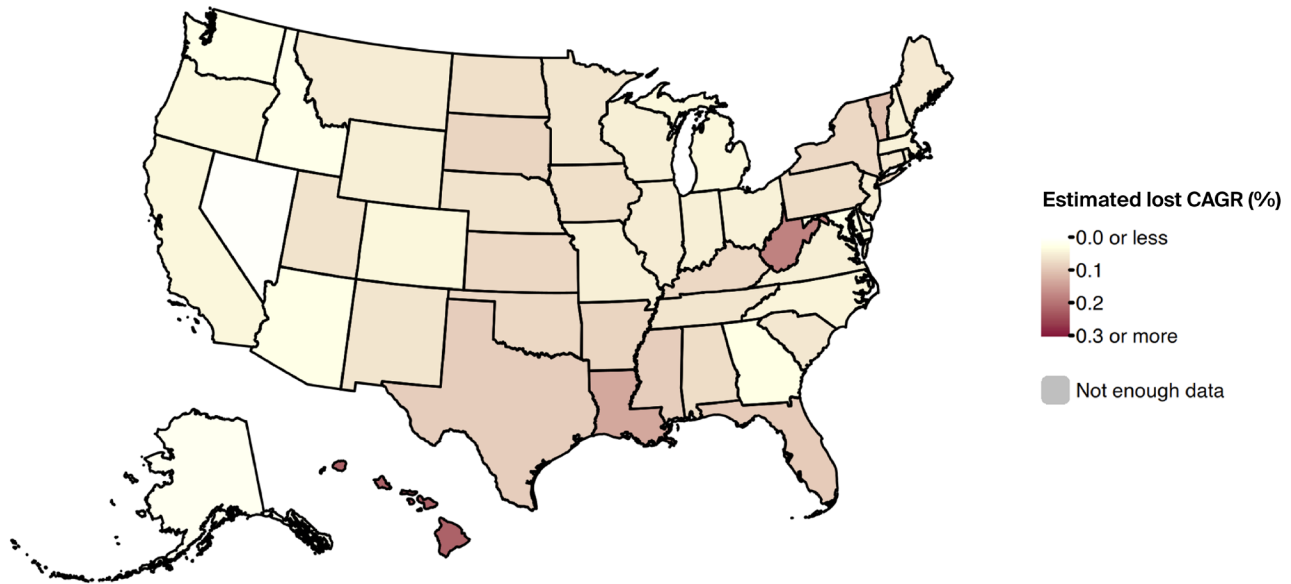 Estimated lost CAGR (%)
0.0 or less
0.1
0.2
0.3 or more
Not enough data